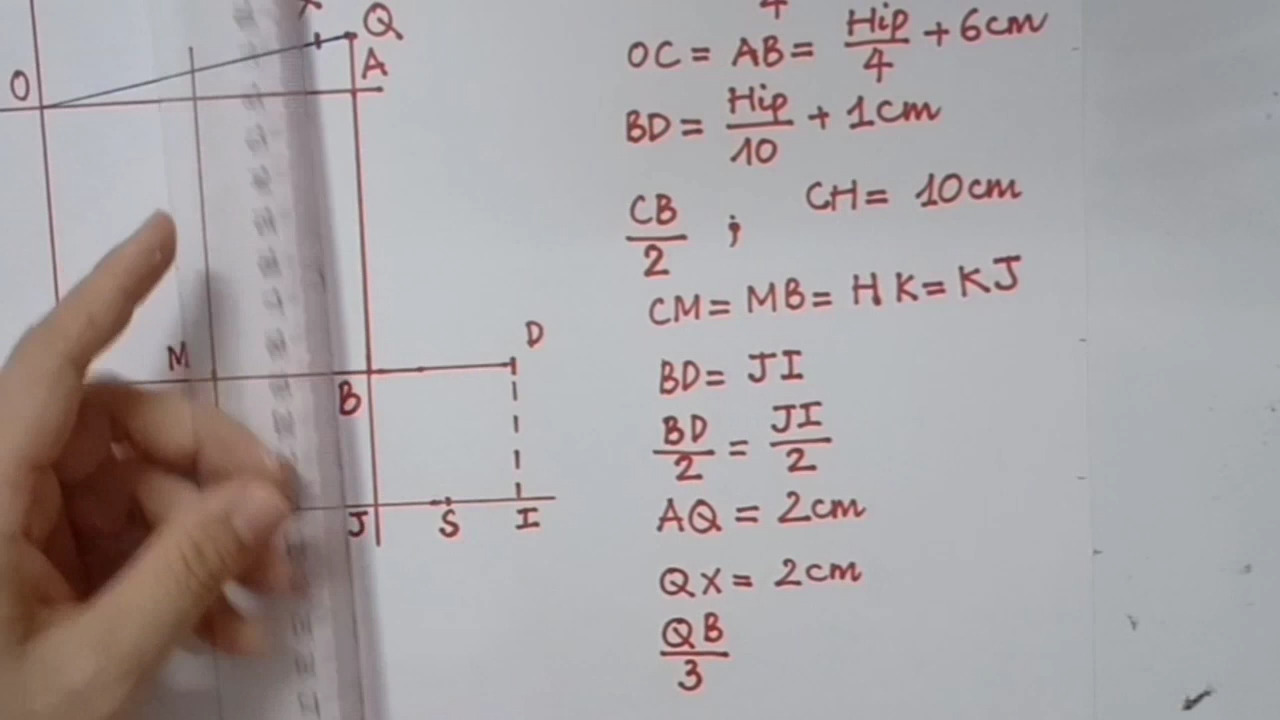 X
Q
A
O
M
B
D
J
S
I
4
OC = AB = Hip/4 + 6cm
BD = Hip/10 + 1cm
CB/2 ; CH = 10cm
CM = MB = HK = KJ
BD = JI
BD/2 = JI/2
AQ = 2cm
QX = 2cm
QB/3